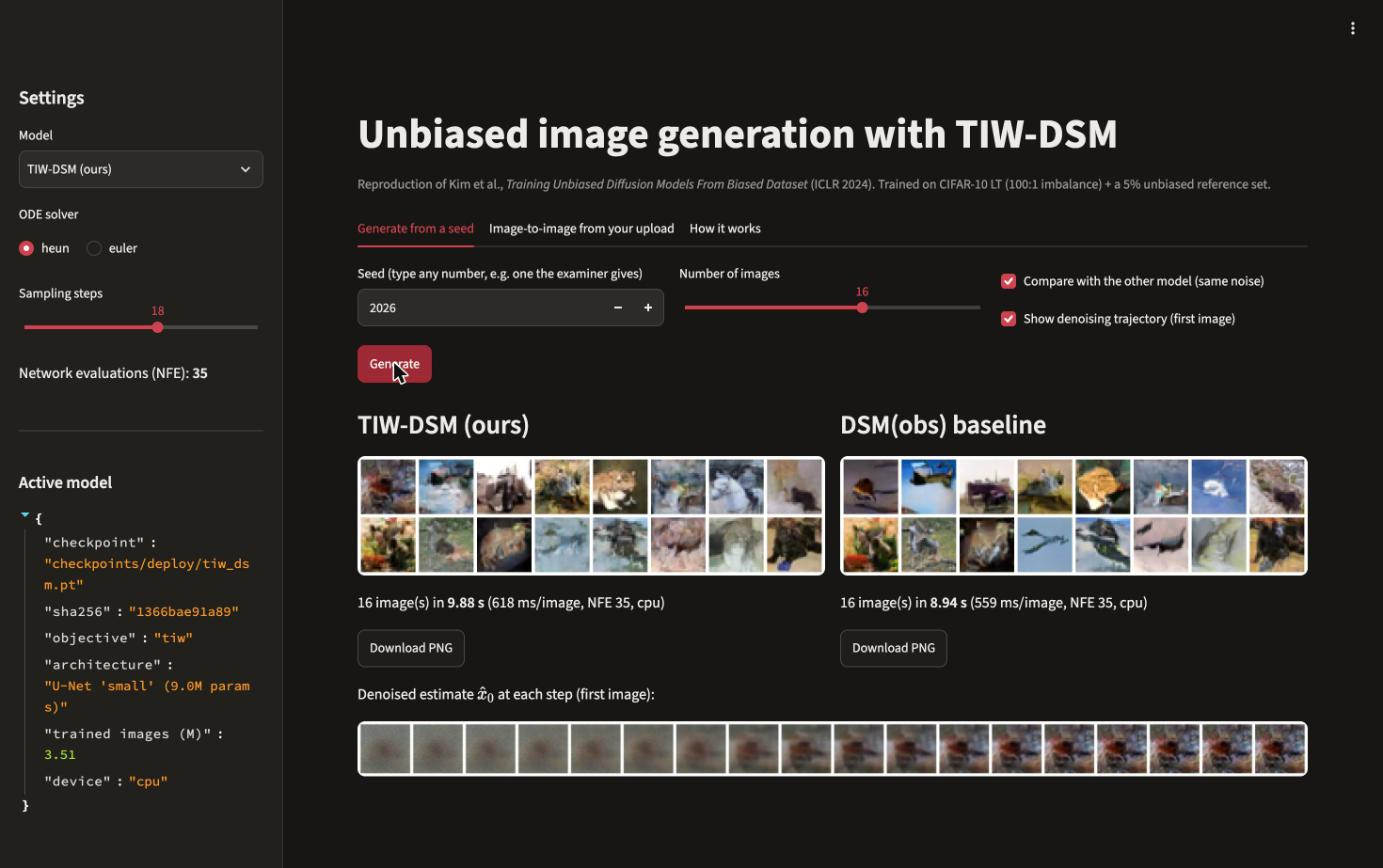 Settings
Model
TIW-DSM (ours)
ODE solver
heun
euler
Sampling steps
18
Network evaluations (NFE): 35
Active model
{
"checkpoint" :
"checkpoints/deploy/tiw_ds
m.pt"
"sha256" : "1366bae91a89"
"objective" : "tiw"
"architecture" :
"U-Net 'small' (9.0M param
s)"
"trained images (M)" :
3.51
"device" : "cpu"
}
Unbiased image generation with TIW-DSM
Reproduction of Kim et al., Training Unbiased Diffusion Models From Biased Dataset (ICLR 2024). Trained on CIFAR-10 LT (100:1 imbalance) + a 5% unbiased reference set.
Generate from a seed
Image-to-image from your upload
How it works
Seed (type any number, e.g. one the examiner gives)
2026
Number of images
16
Compare with the other model (same noise)
Show denoising trajectory (first image)
Generate
TIW-DSM (ours)
16 image(s) in 9.88 s (618 ms/image, NFE 35, cpu)
Download PNG
DSM(obs) baseline
16 image(s) in 8.94 s (559 ms/image, NFE 35, cpu)
Download PNG
Denoised estimate x̂₀ at each step (first image):